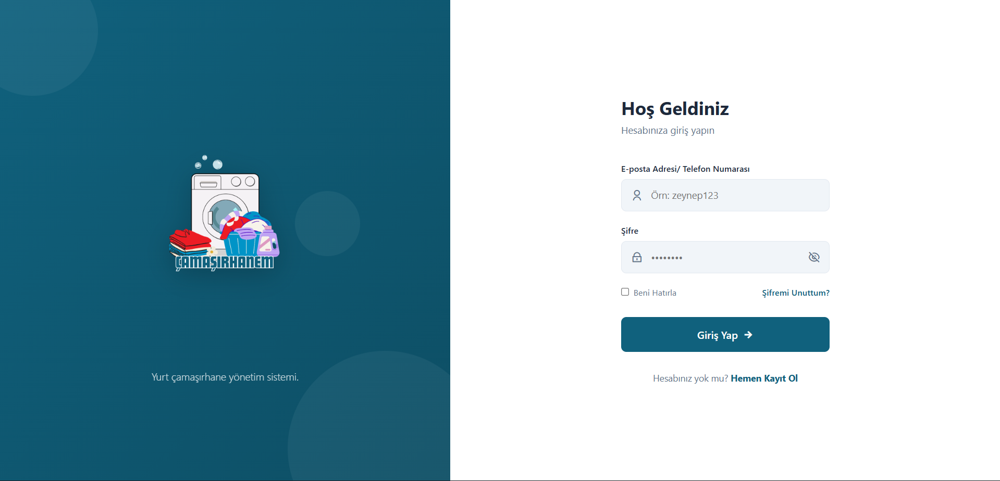 ÇAMAŞIRHANEM
Yurt çamaşırhane yönetim sistemi.
Hoş Geldiniz
Hesabınıza giriş yapın
E-posta Adresi/ Telefon Numarası
Örn: zeynep123
Şifre
••••••••
Beni Hatırla
Şifremi Unuttum?
Giriş Yap →
Hesabınız yok mu? Hemen Kayıt Ol